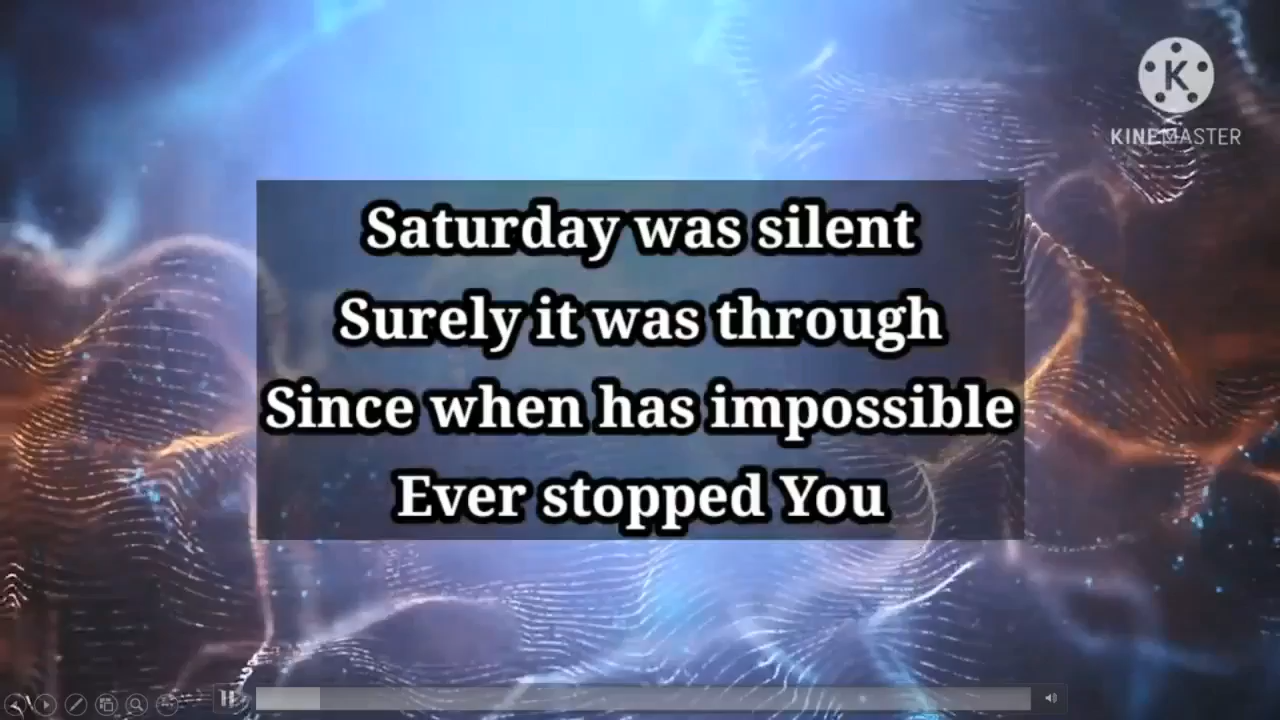 K
KINEMASTER
Saturday was silent
Surely it was through
Since when has impossible
Ever stopped You